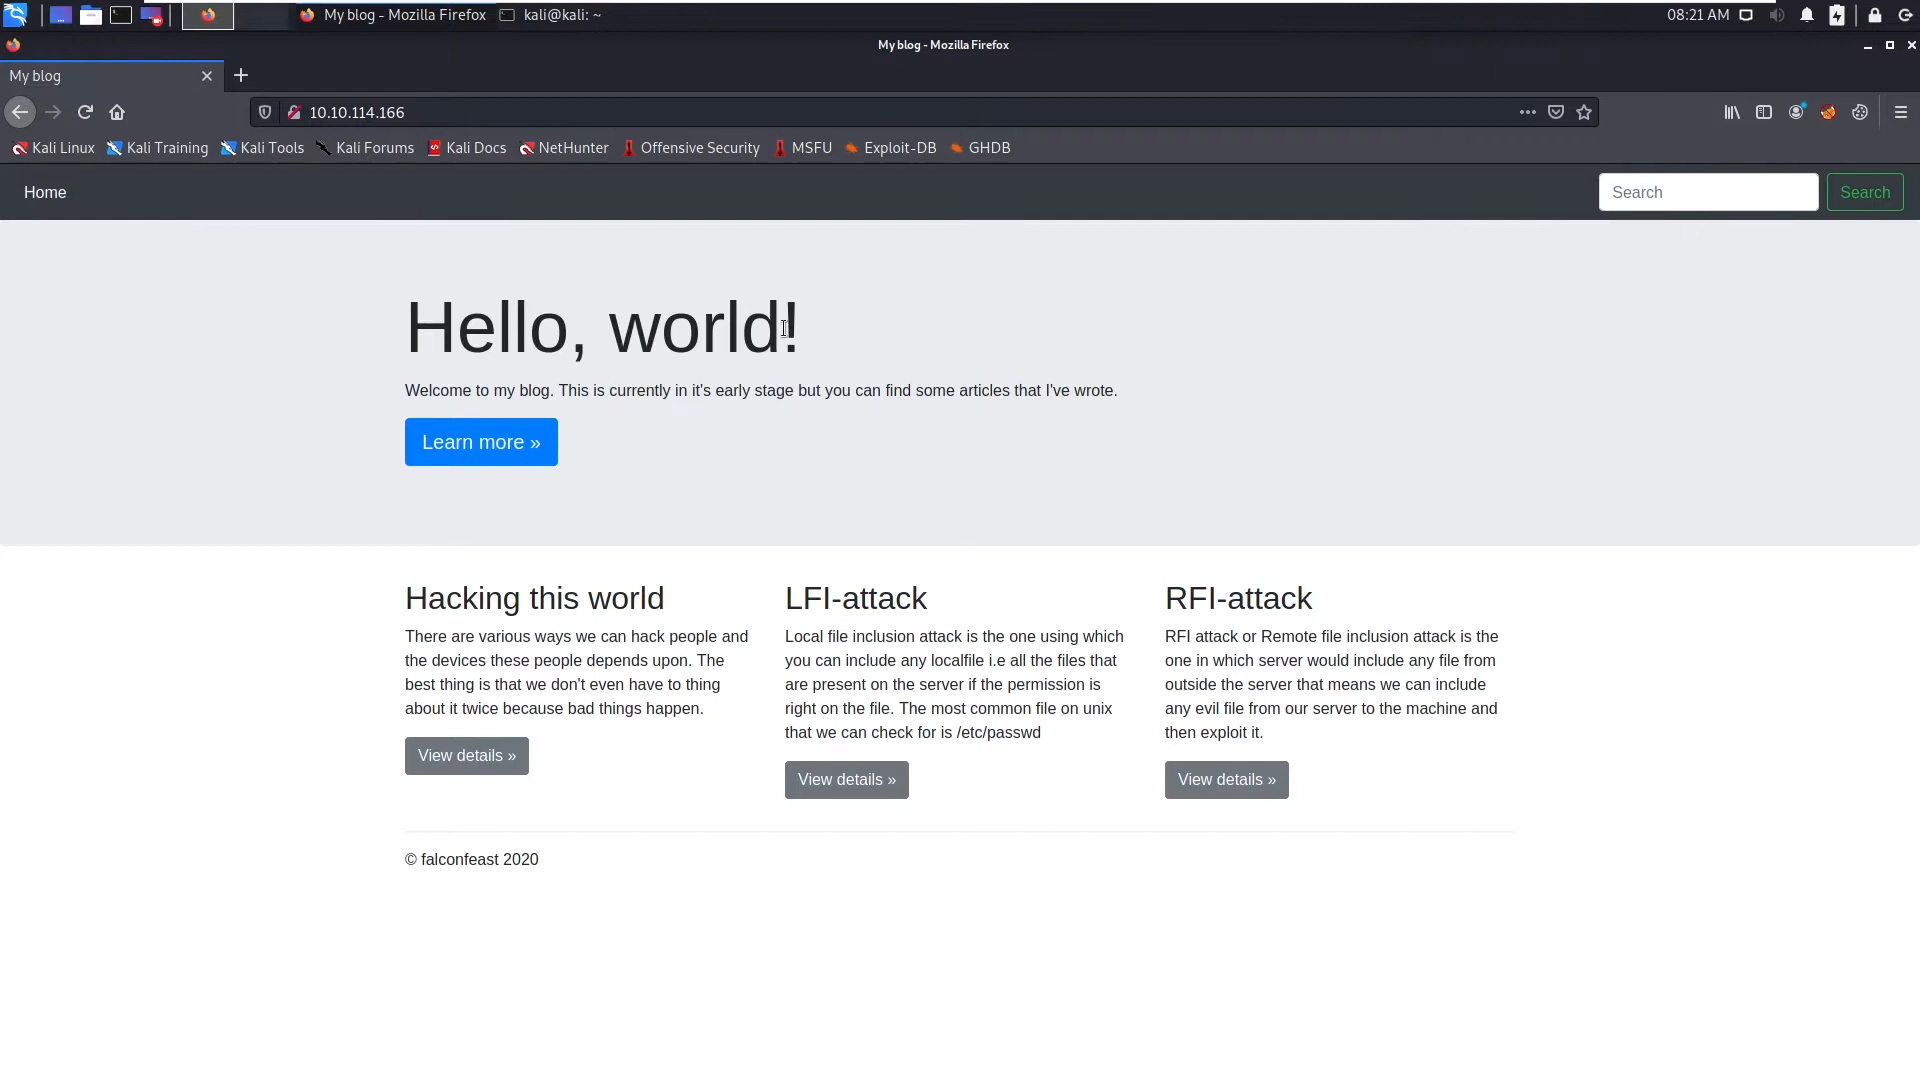 My blog - Mozilla Firefox
kali@kali: ~
08:21 AM
My blog - Mozilla Firefox
My blog
10.10.114.166
Kali Linux
Kali Training
Kali Tools
Kali Forums
Kali Docs
NetHunter
Offensive Security
MSFU
Exploit-DB
GHDB
Home
Search
Search
Hello, world!
Welcome to my blog. This is currently in it's early stage but you can find some articles that I've wrote.
Learn more »
Hacking this world
There are various ways we can hack people and
the devices these people depends upon. The
best thing is that we don't even have to thing
about it twice because bad things happen.
View details »
LFI-attack
Local file inclusion attack is the one using which
you can include any localfile i.e all the files that
are present on the server if the permission is
right on the file. The most common file on unix
that we can check for is /etc/passwd
View details »
RFI-attack
RFI attack or Remote file inclusion attack is the
one in which server would include any file from
outside the server that means we can include
any evil file from our server to the machine and
then exploit it.
View details »
© falconfeast 2020